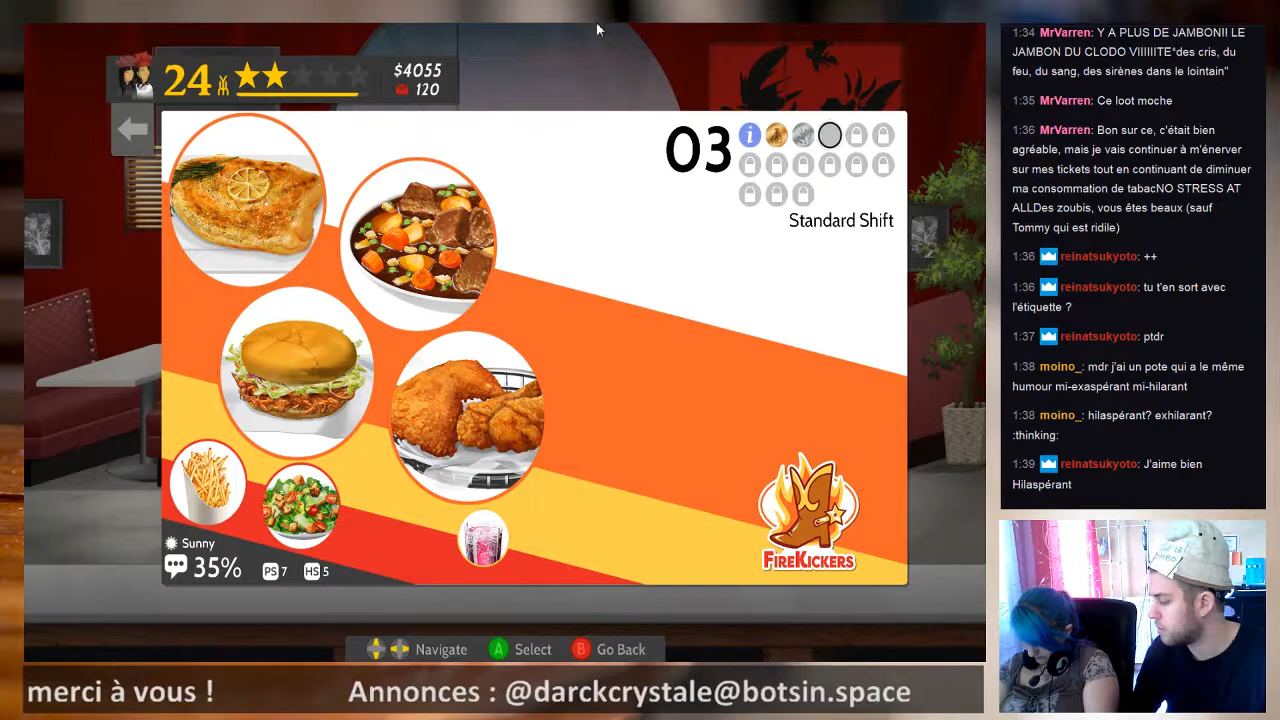 24
$4055
120
03
i
Standard Shift
FIREKICKERS
Sunny
35% PS 7 HS 5
Navigate A Select B Go Back
merci à vous ! Annonces : @darckcrystale@botsin.space
1:34 MrVarren: Y A PLUS DE JAMBON!! LE
JAMBON DU CLODO VIIIIIITE"des cris, du
feu, du sang, des sirènes dans le lointain"
1:35 MrVarren: Ce loot moche
1:36 MrVarren: Bon sur ce, c'était bien
agréable, mais je vais continuer à m'énerver
sur mes tickets tout en continuant de diminuer
ma consommation de tabacNO STRESS AT
ALLDes zoubis, vous êtes beaux (sauf
Tommy qui est ridile)
1:36 reinatsukyoto: ++
1:36 reinatsukyoto: tu t'en sort avec
l'étiquette ?
1:37 reinatsukyoto: ptdr
1:38 moino_: mdr j'ai un pote qui a le même
humour mi-exaspérant mi-hilarant
1:38 moino_: hilaspérant? exhilarant?
:thinking:
1:39 reinatsukyoto: J'aime bien
Hilaspérant